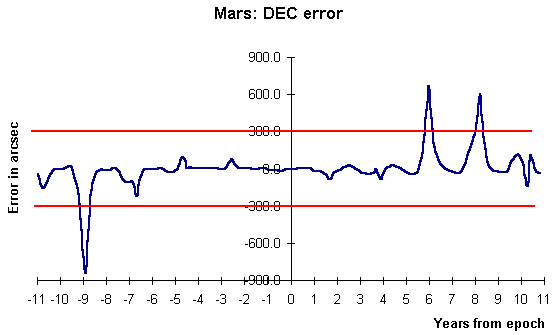 Mars: DEC error
900.0
600.0
300.0
0.0
-300.0
-600.0
-900.0
Error in arcsec
-11 -10 -9 -8 -7 -6 -5 -4 -3 -2 -1 0 1 2 3 4 5 6 7 8 9 10 11
Years from epoch